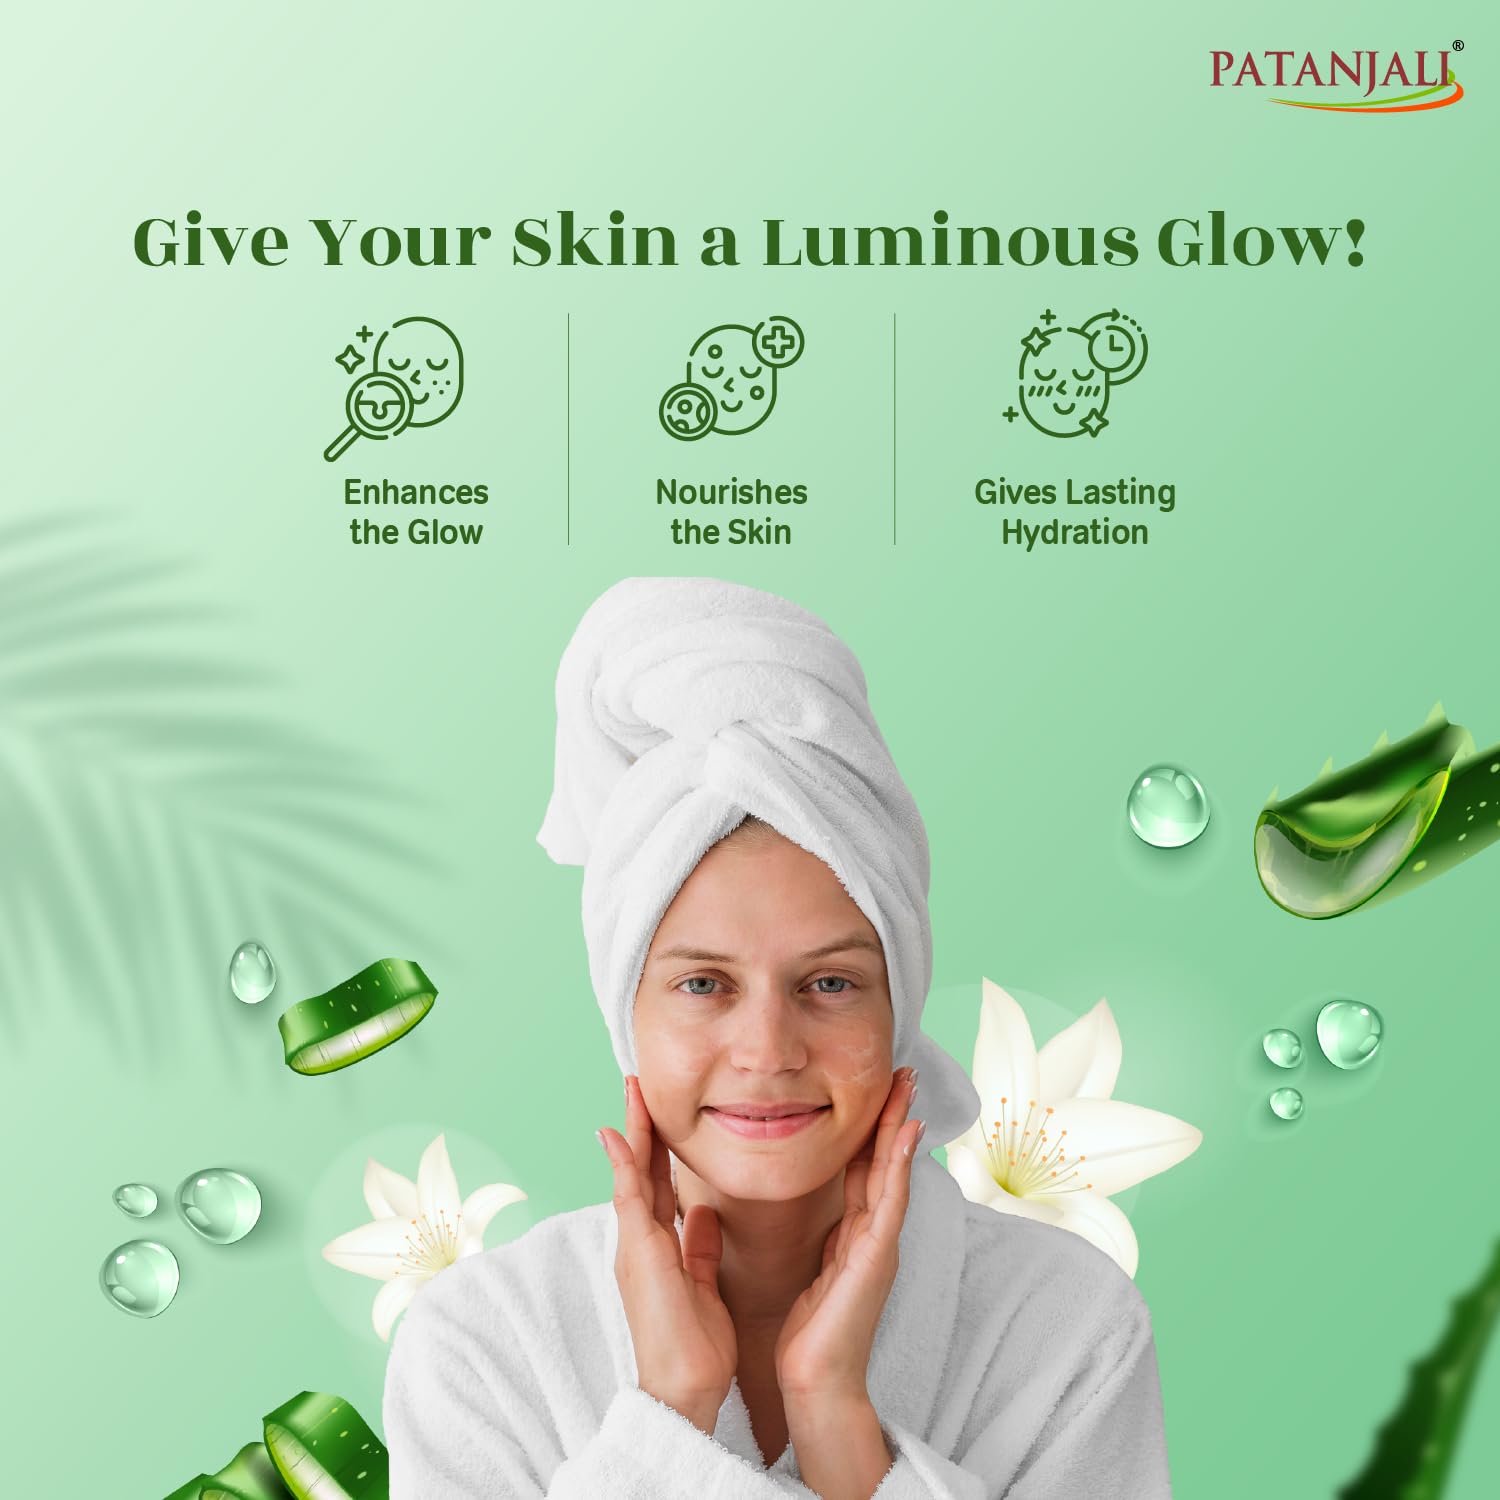 PATANJALI®
Give Your Skin a Luminous Glow!
Enhances
the Glow
Nourishes
the Skin
Gives Lasting
Hydration